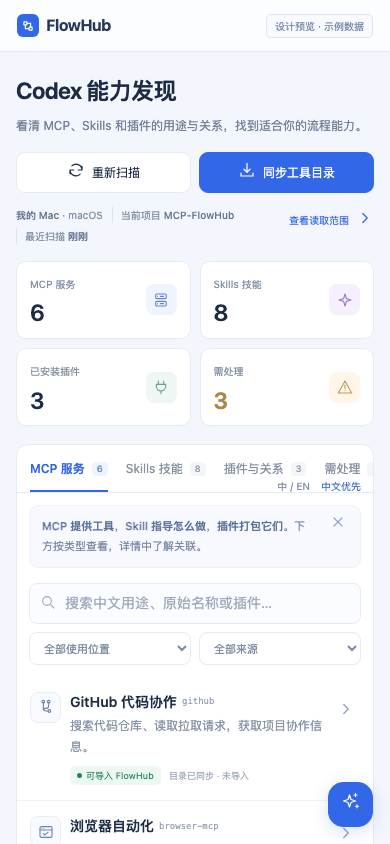 FlowHub
设计预览 · 示例数据
Codex 能力发现
看清 MCP、Skills 和插件的用途与关系，找到适合你的流程能力。
重新扫描
同步工具目录
我的 Mac · macOS
当前项目 MCP-FlowHub
查看读取范围
最近扫描 刚刚
MCP 服务
6
Skills 技能
8
已安装插件
3
需处理
3
MCP 服务 6
Skills 技能 8
插件与关系 3
需处理
中 / EN 中文优先
MCP 提供工具，Skill 指导怎么做，插件打包它们。下
方按类型查看，详情中了解关联。
搜索中文用途、原始名称或插件...
全部使用位置
全部来源
GitHub 代码协作 github
搜索代码仓库、读取拉取请求，获取项目协作信
息。
可导入 FlowHub 目录已同步 · 未导入
浏览器自动化 browser-mcp